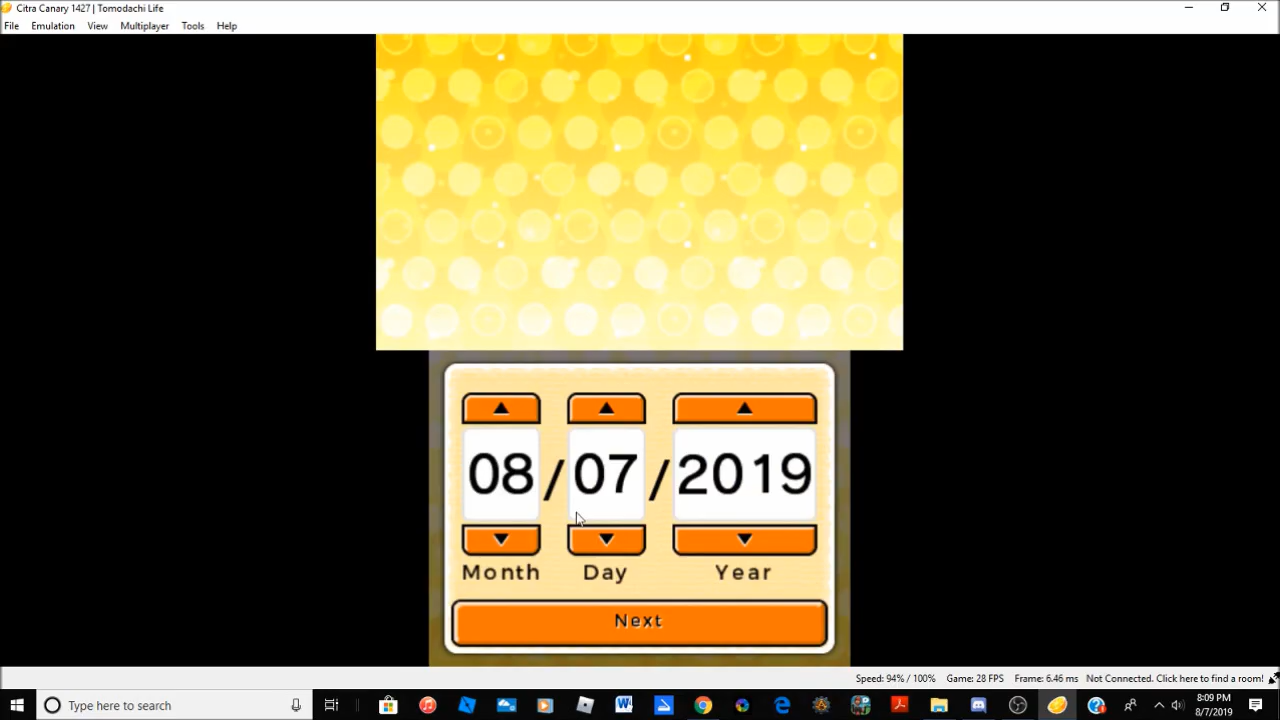 Citra Canary 1427 | Tomodachi Life
File Emulation View Multiplayer Tools Help
08/07/2019
Month Day Year
Next
Speed: 94% / 100% Game: 28 FPS Frame: 6.46 ms Not Connected. Click here to find a room!
Type here to search
8:09 PM
8/7/2019